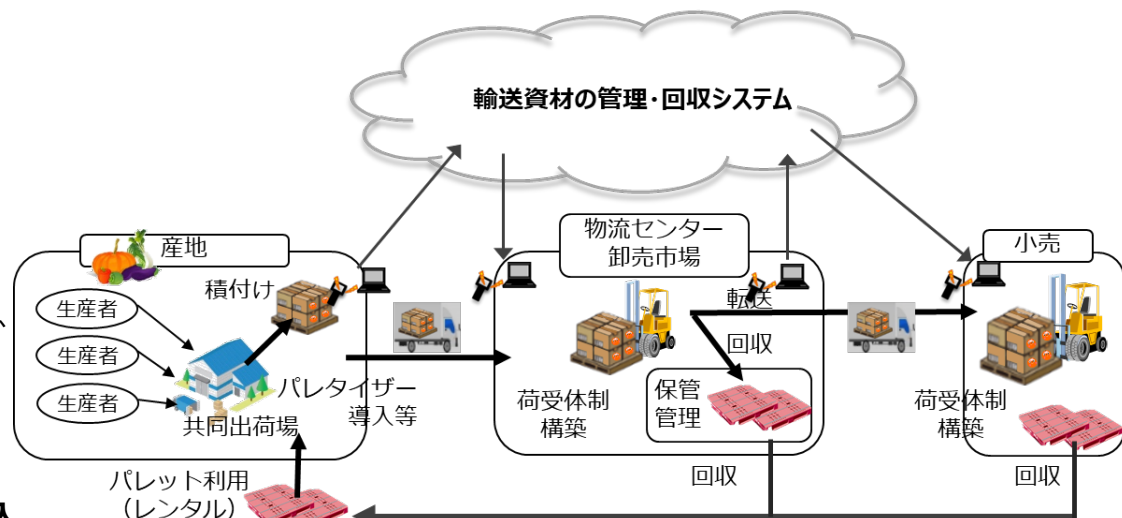 輸送資材の管理・回収システム
産地
積付け
生産者
生産者
生産者
共同出荷場
パレタイザー
導入等
パレット利用
（レンタル）
物流センター
卸売市場
転送
回収
保管
管理
荷受体制
構築
回収
小売
荷受体制
構築
回収